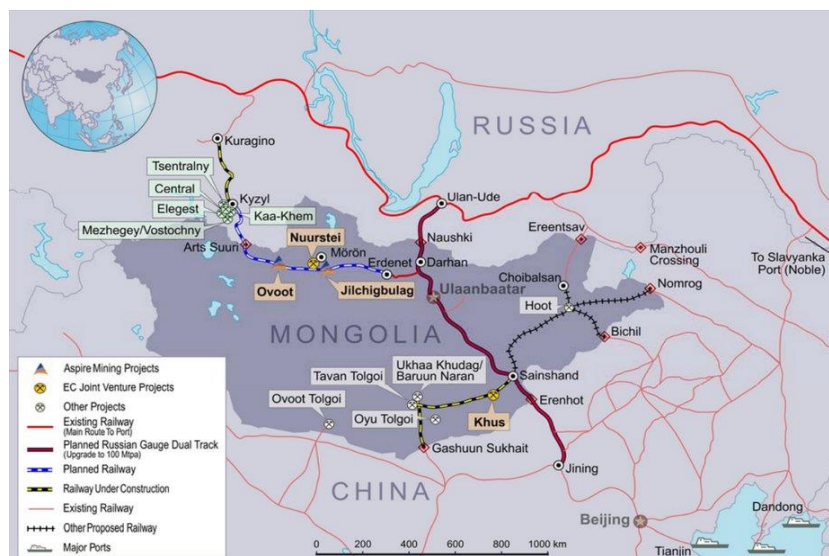 RUSSIA
Kuragino
Tsentralny
Central
Elegest
Mezhegey/Vostochny
Kyzyl
Kaa-Khem
Ulan-Ude
Naushki
Ereentsav
Manzhouli
Crossing
To Slavyanka
Port (Noble)
Arts Suuri
Nuurstei
Mörön
Erdenet
Darhan
Ovoot
Jilchigbulag
Ulaanbaatar
Choibalsan
Nomrog
Hoot
Bichil
MONGOLIA
Ukhaa Khudag/
Baruun Naran
Tavan Tolgoi
Ovoot Tolgoi
Oyu Tolgoi
Sainshand
Erenhot
Khus
Gashuun Sukhait
Jining
CHINA
Beijing
Dandong
Tianjin
Aspire Mining Projects
EC Joint Venture Projects
Other Projects
Existing Railway
(Main Route To Port)
Planned Russian Gauge Dual Track
(Upgrade to 100 Mtpa)
Planned Railway
Railway Under Construction
Existing Railway
Other Proposed Railway
Major Ports
0 200 400 600 800 1000 km